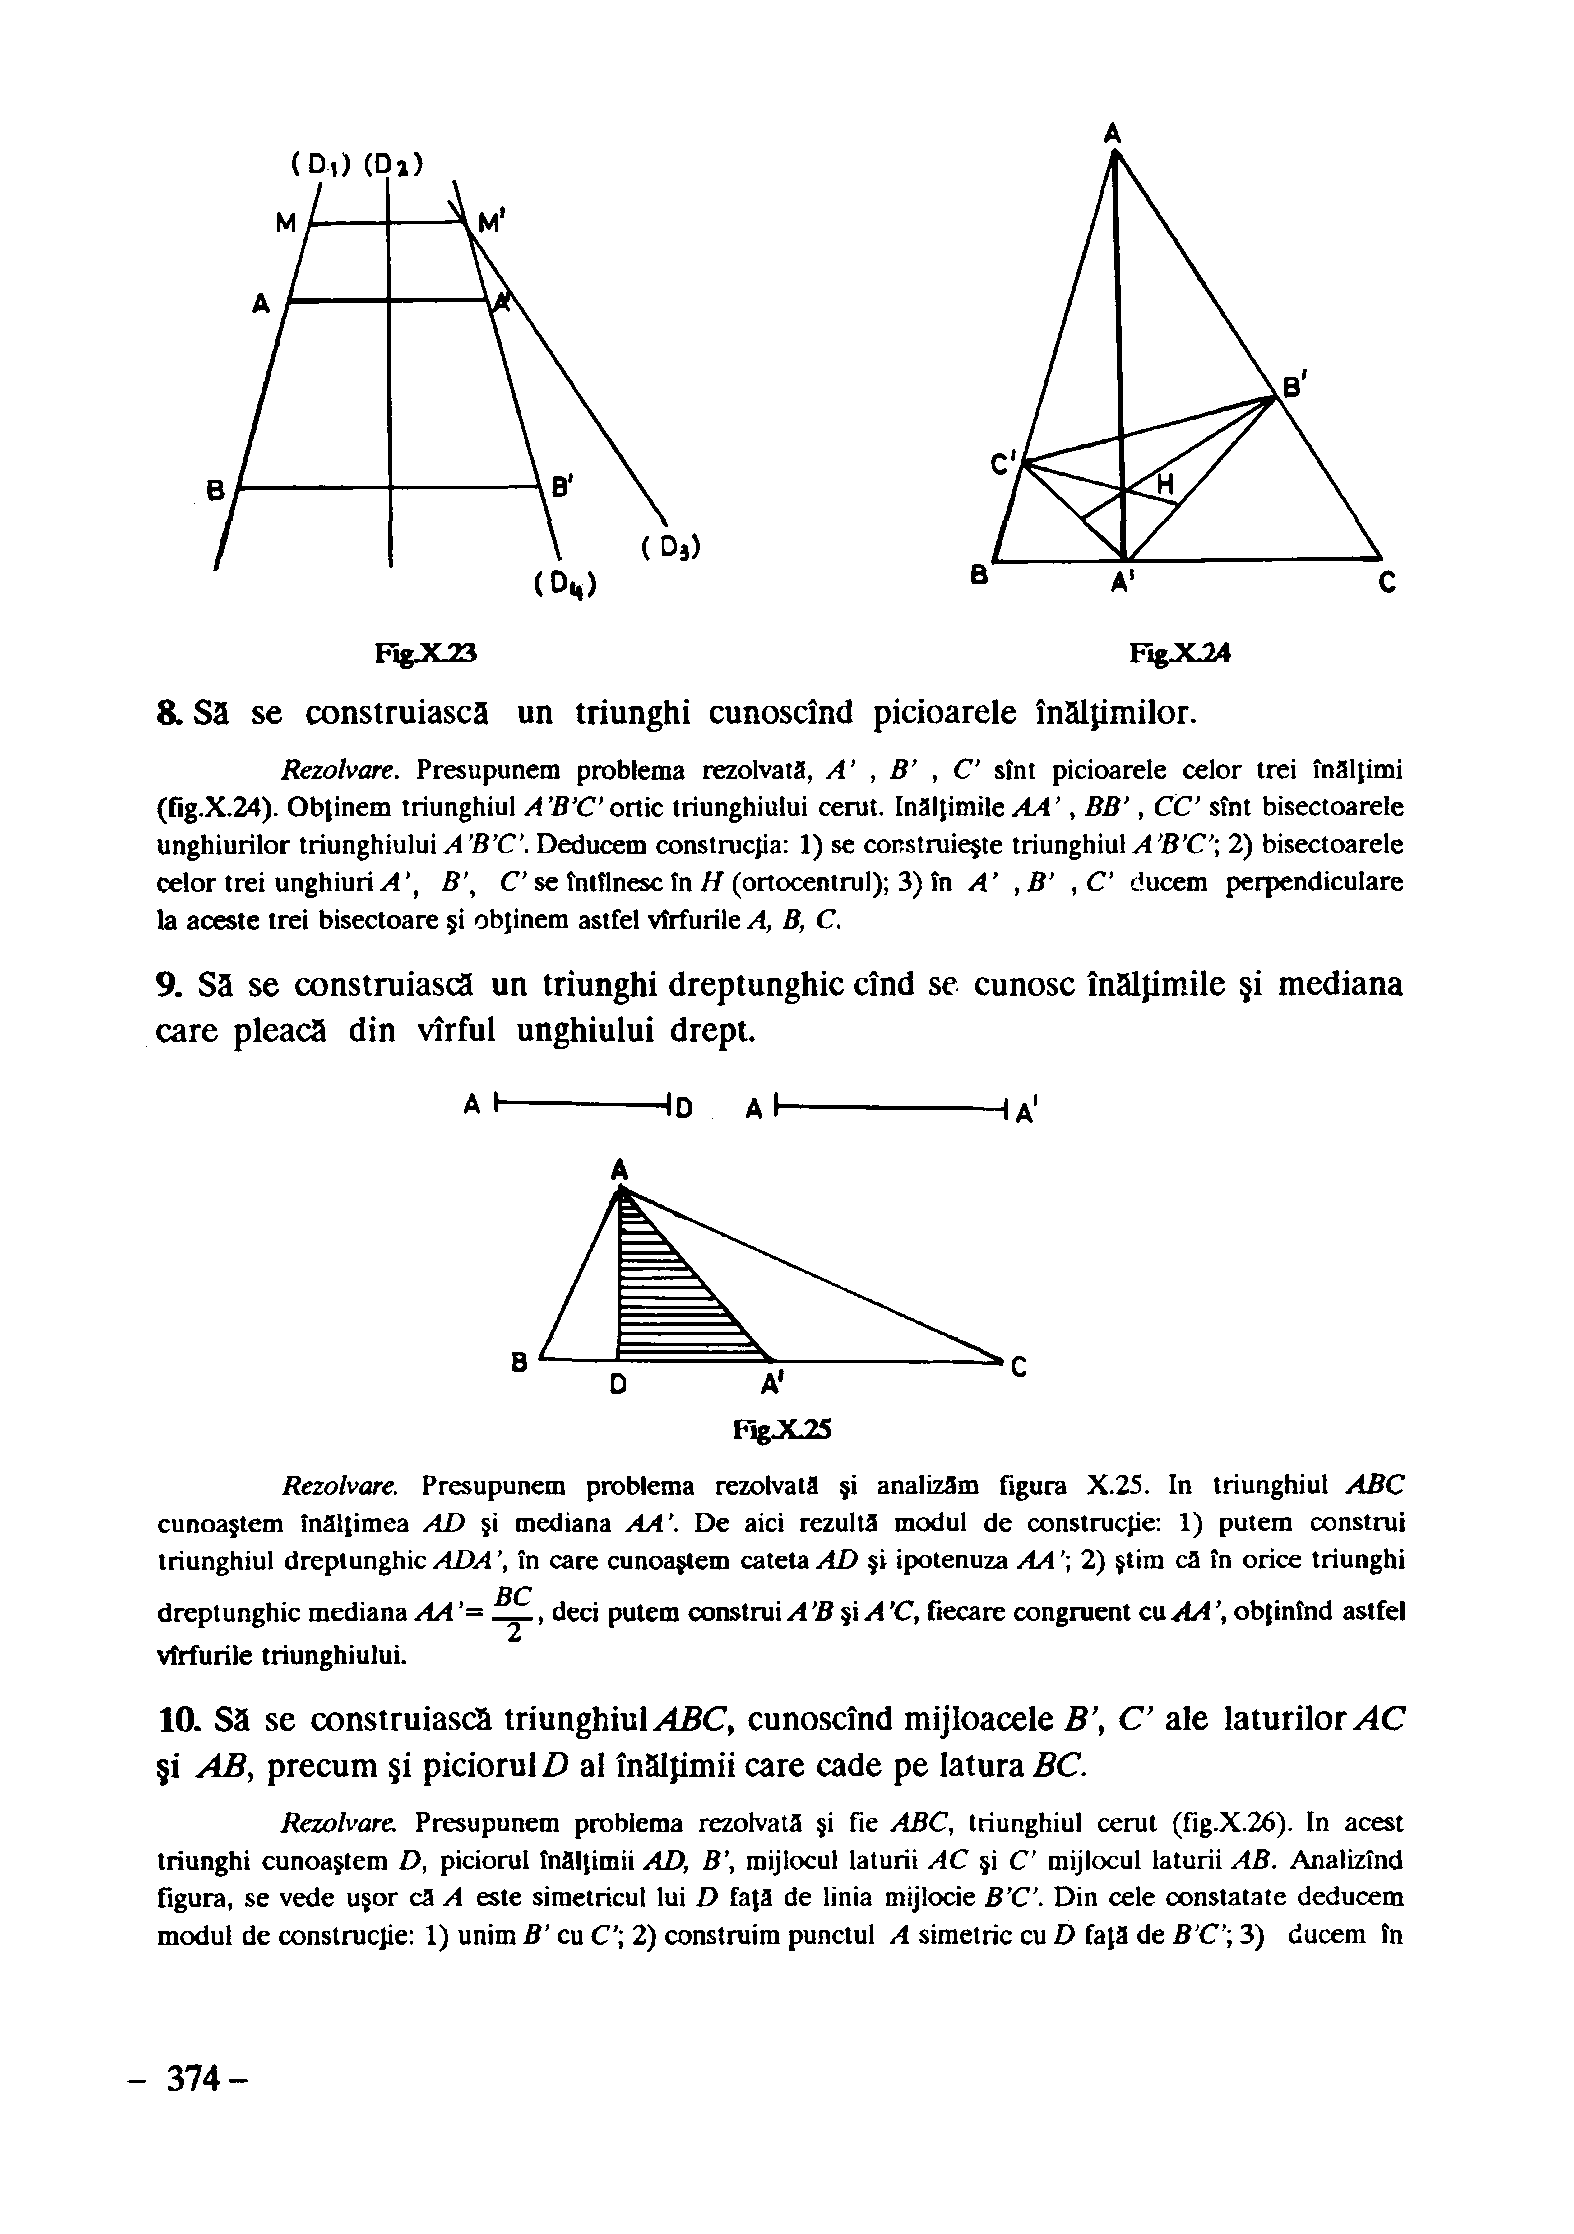 (D1) (D2)
M M'
A A'
B B'
(D3)
(D4)
Fig.X.23
A
B'
C'
H
B A' C
Fig.X.24
8. Să se construiască un triunghi cunoscînd picioarele înălţimilor.
Rezolvare. Presupunem problema rezolvată, A' , B' , C' sînt picioarele celor trei înălţimi
(fig.X.24). Obţinem triunghiul A'B'C' ortic triunghiului cerut. Inălţimile AA' , BB' , CC' sînt bisectoarele
unghiurilor triunghiului A'B'C'. Deducem construcţia: 1) se construieşte triunghiul A'B'C'; 2) bisectoarele
celor trei unghiuri A', B', C' se întîlnesc în H (ortocentrul); 3) în A' , B' , C' ducem perpendiculare
la aceste trei bisectoare şi obţinem astfel vîrfurile A, B, C.
9. Să se construiască un triunghi dreptunghic cînd se cunosc înălţimile şi mediana
care pleacă din vîrful unghiului drept.
A D A A'
A
B C
D A'
Fig.X.25
Rezolvare. Presupunem problema rezolvată şi analizăm figura X.25. In triunghiul ABC
cunoaştem înălţimea AD şi mediana AA'. De aici rezultă modul de construcţie: 1) putem construi
triunghiul dreptunghic ADA', în care cunoaştem cateta AD şi ipotenuza AA'; 2) ştim că în orice triunghi
dreptunghic mediana AA'= BC/2, deci putem construi A'B şi A'C, fiecare congruent cu AA', obţinînd astfel
vîrfurile triunghiului.
10. Să se construiască triunghiul ABC, cunoscînd mijloacele B', C' ale laturilor AC
şi AB, precum şi piciorul D al înălţimii care cade pe latura BC.
Rezolvare. Presupunem problema rezolvată şi fie ABC, triunghiul cerut (fig.X.26). In acest
triunghi cunoaştem D, piciorul înălţimii AD, B', mijlocul laturii AC şi C' mijlocul laturii AB. Analizînd
figura, se vede uşor că A este simetricul lui D faţă de linia mijlocie B'C'. Din cele constatate deducem
modul de construcţie: 1) unim B' cu C'; 2) construim punctul A simetric cu D faţă de B'C'; 3) ducem în
- 374 -